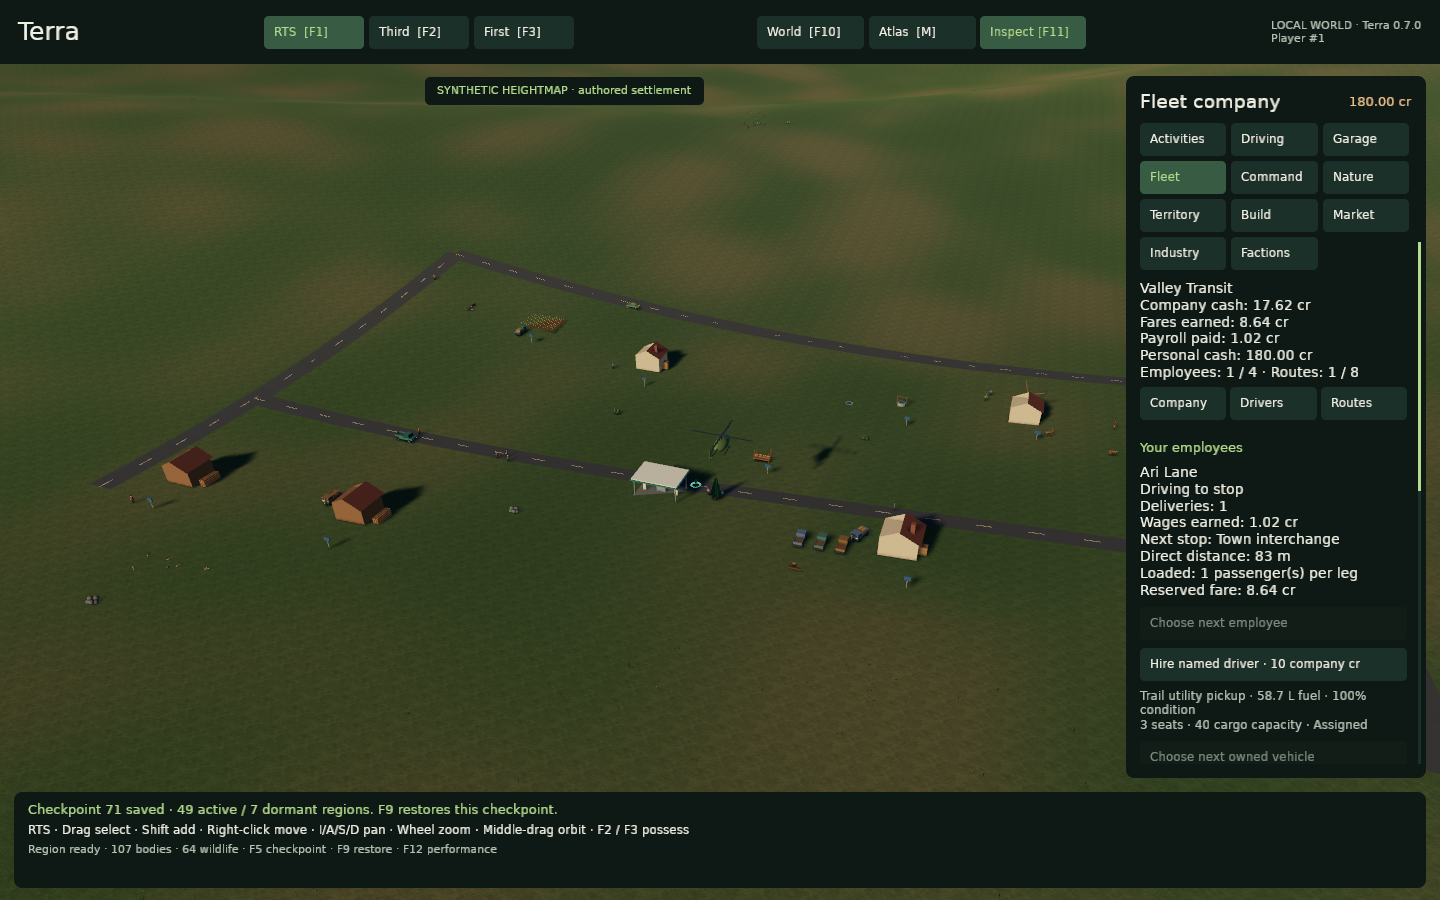 Terra
RTS [F1]
Third [F2]
First [F3]
World [F10]
Atlas [M]
Inspect [F11]
LOCAL WORLD · Terra 0.7.0
Player #1
SYNTHETIC HEIGHTMAP · authored settlement
Fleet company
180.00 cr
Activities
Driving
Garage
Fleet
Command
Nature
Territory
Build
Market
Industry
Factions
Valley Transit
Company cash: 17.62 cr
Fares earned: 8.64 cr
Payroll paid: 1.02 cr
Personal cash: 180.00 cr
Employees: 1 / 4 · Routes: 1 / 8
Company
Drivers
Routes
Your employees
Ari Lane
Driving to stop
Deliveries: 1
Wages earned: 1.02 cr
Next stop: Town interchange
Direct distance: 83 m
Loaded: 1 passenger(s) per leg
Reserved fare: 8.64 cr
Choose next employee
Hire named driver · 10 company cr
Trail utility pickup · 58.7 L fuel · 100%
condition
3 seats · 40 cargo capacity · Assigned
Choose next owned vehicle
Checkpoint 71 saved · 49 active / 7 dormant regions. F9 restores this checkpoint.
RTS · Drag select · Shift add · Right-click move · I/A/S/D pan · Wheel zoom · Middle-drag orbit · F2 / F3 possess
Region ready · 107 bodies · 64 wildlife · F5 checkpoint · F9 restore · F12 performance